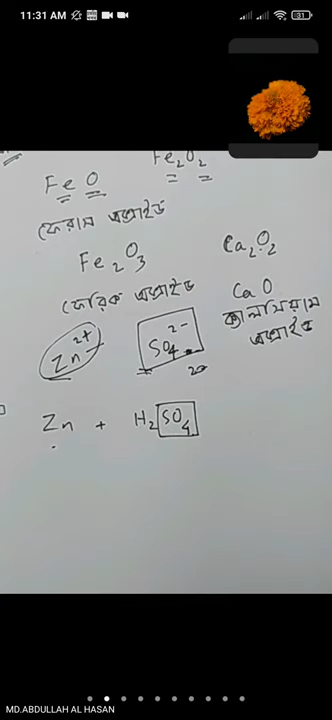 11:31 AM
31
Fe₂O₂
FeO
ফেরাস অক্সাইড
Fe₂O₃
Ca₂O₂
ফেরিক অক্সাইড
CaO
ক্যালসিয়াম
অক্সাইড
Zn²⁺
SO₄²⁻
Zn + H₂SO₄
MD.ABDULLAH AL HASAN